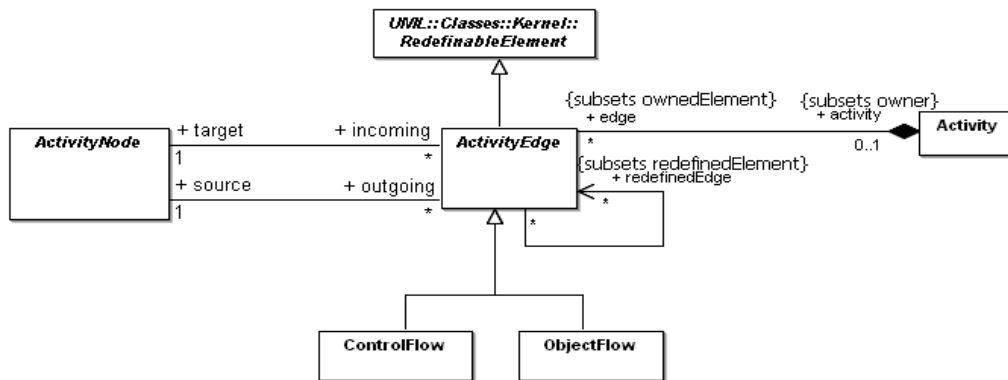 UML::Classes::Kernel::
RedefinableElement
{subsets ownedElement}
+ edge
*
{subsets owner}
+ activity
0..1
Activity
ActivityNode
+ target
1
+ incoming
*
+ source
1
+ outgoing
*
ActivityEdge
{subsets redefinedElement}
+ redefinedEdge
*
*
ControlFlow
ObjectFlow